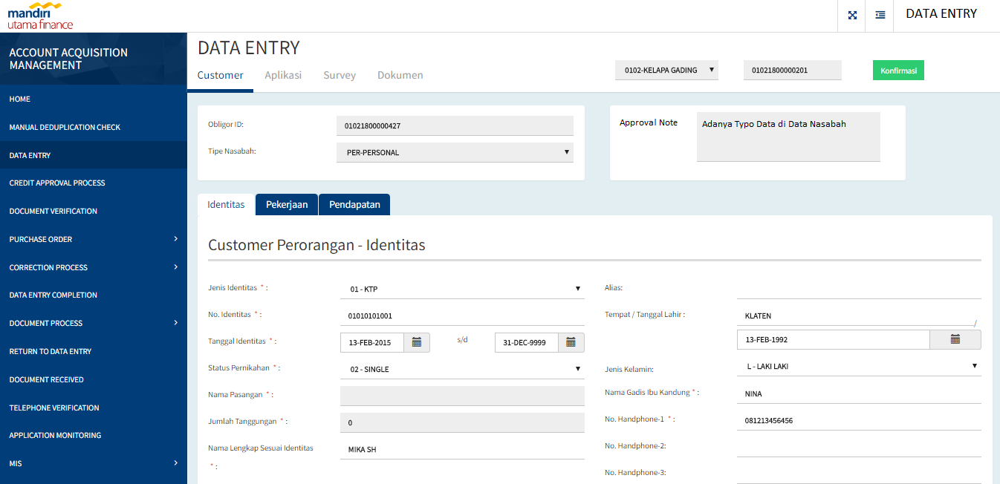 mandiri
utama finance
DATA ENTRY
ACCOUNT ACQUISITION
MANAGEMENT
HOME
MANUAL DEDUPLICATION CHECK
DATA ENTRY
CREDIT APPROVAL PROCESS
DOCUMENT VERIFICATION
PURCHASE ORDER
CORRECTION PROCESS
DATA ENTRY COMPLETION
DOCUMENT PROCESS
RETURN TO DATA ENTRY
DOCUMENT RECEIVED
TELEPHONE VERIFICATION
APPLICATION MONITORING
MIS
DATA ENTRY
Customer Aplikasi Survey Dokumen
0102-KELAPA GADING 01021800000201 Konfirmasi
Obligor ID: 01021800000427
Tipe Nasabah: PER-PERSONAL
Approval Note Adanya Typo Data di Data Nasabah
Identitas Pekerjaan Pendapatan
Customer Perorangan - Identitas
Jenis Identitas * : 01 - KTP
No. Identitas * : 01010101001
Tanggal Identitas * : 13-FEB-2015 s/d 31-DEC-9999
Status Pernikahan * : 02 - SINGLE
Nama Pasangan * :
Jumlah Tanggungan * : 0
Nama Lengkap Sesuai Identitas MIKA SH
* :
Alias:
Tempat / Tanggal Lahir : KLATEN
/
13-FEB-1992
Jenis Kelamin: L - LAKI LAKI
Nama Gadis Ibu Kandung * : NINA
No. Handphone-1 * : 081213456456
No. Handphone-2:
No. Handphone-3: